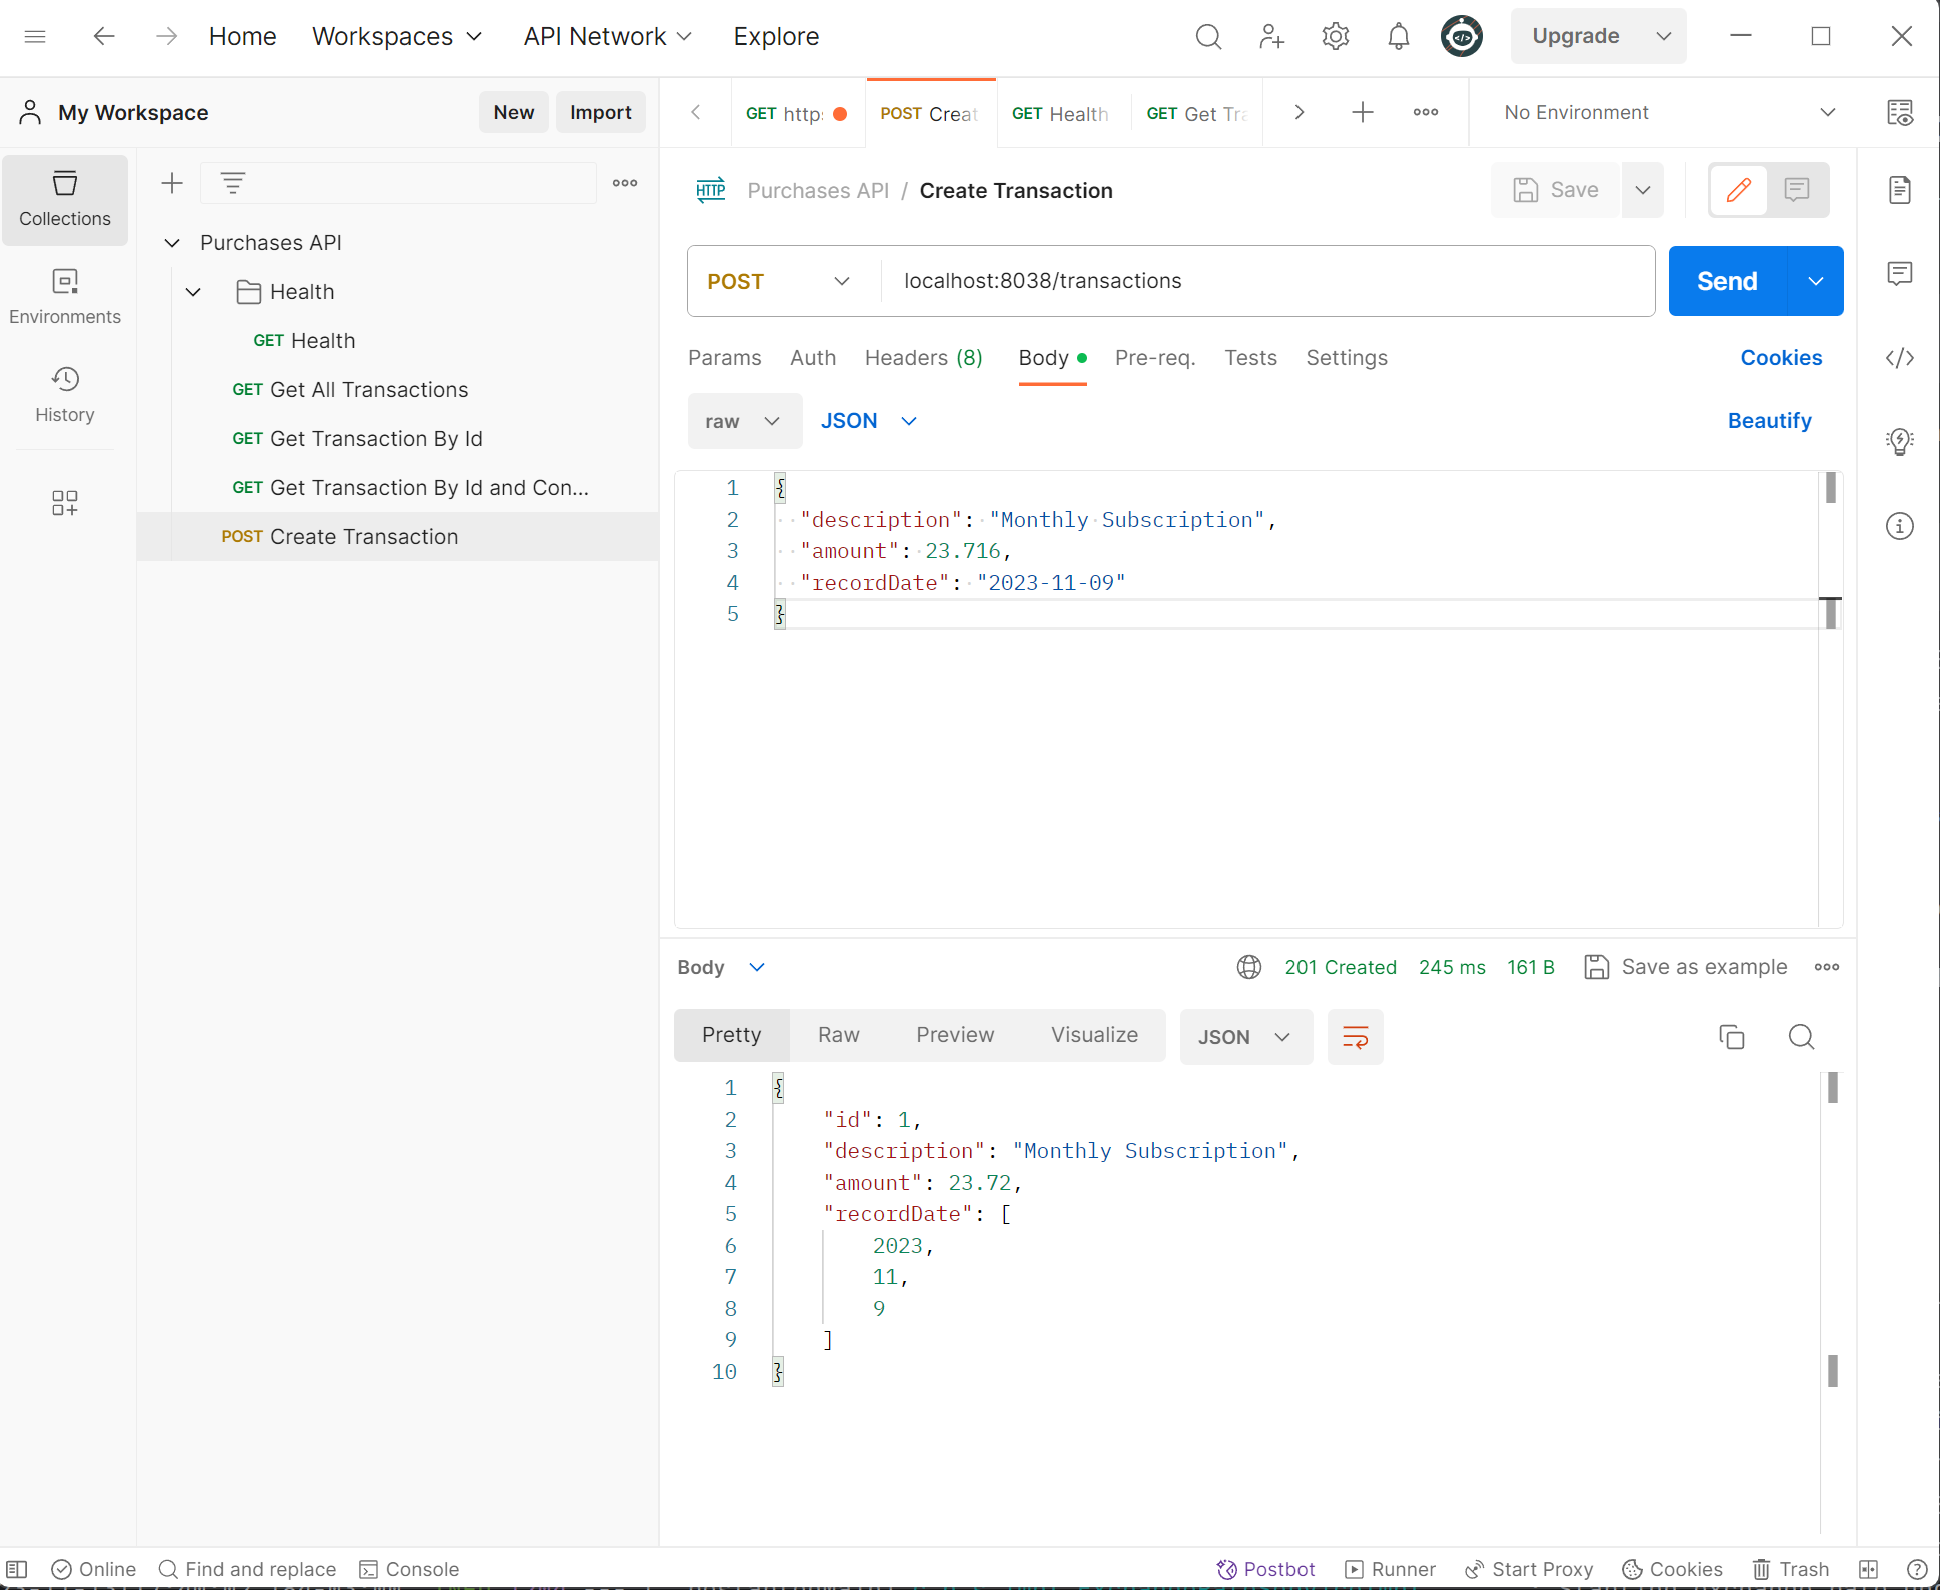 Home Workspaces API Network Explore Upgrade
My Workspace New Import
GET http: POST Creat GET Health GET Get Tra No Environment
Collections
Environments
History
Purchases API
Health
GET Health
GET Get All Transactions
GET Get Transaction By Id
GET Get Transaction By Id and Con...
POST Create Transaction
HTTP Purchases API / Create Transaction Save
POST localhost:8038/transactions Send
Params Auth Headers (8) Body Pre-req. Tests Settings Cookies
raw JSON Beautify
1 {
2 "description": "Monthly Subscription",
3 "amount": 23.716,
4 "recordDate": "2023-11-09"
5 }
Body 201 Created 245 ms 161 B Save as example
Pretty Raw Preview Visualize JSON
1 {
2 "id": 1,
3 "description": "Monthly Subscription",
4 "amount": 23.72,
5 "recordDate": [
6 2023,
7 11,
8 9
9 ]
10 }
Online Find and replace Console Postbot Runner Start Proxy Cookies Trash